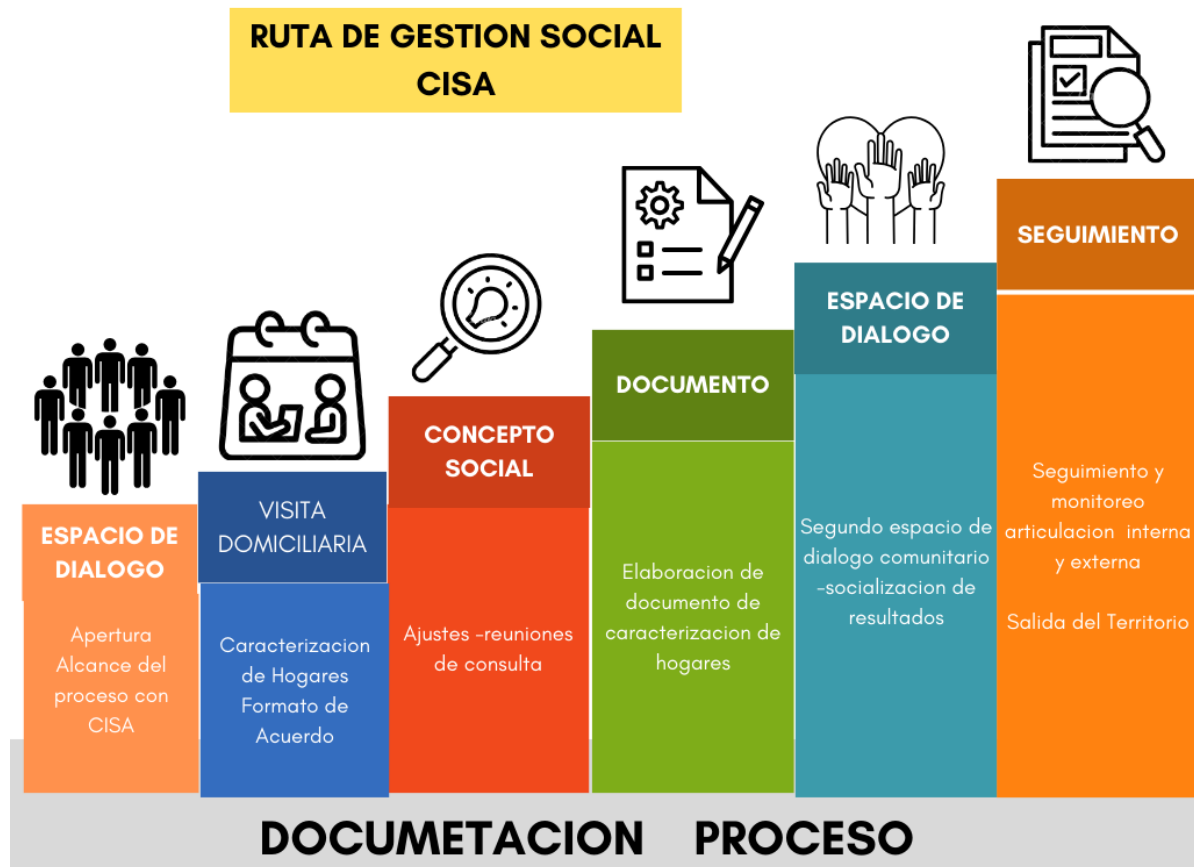 RUTA DE GESTION SOCIAL
CISA
ESPACIO DE
DIALOGO
Apertura
Alcance del
proceso con
CISA
VISITA
DOMICILIARIA
Caracterizacion
de Hogares
Formato de
Acuerdo
CONCEPTO
SOCIAL
Ajustes -reuniones
de consulta
DOCUMENTO
Elaboracion de
documento de
caracterizacion de
hogares
ESPACIO DE
DIALOGO
Segundo espacio de
dialogo comunitario
-socializacion de
resultados
SEGUIMIENTO
Seguimiento y
monitoreo
articulacion interna
y externa
Salida del Territorio
DOCUMETACION PROCESO